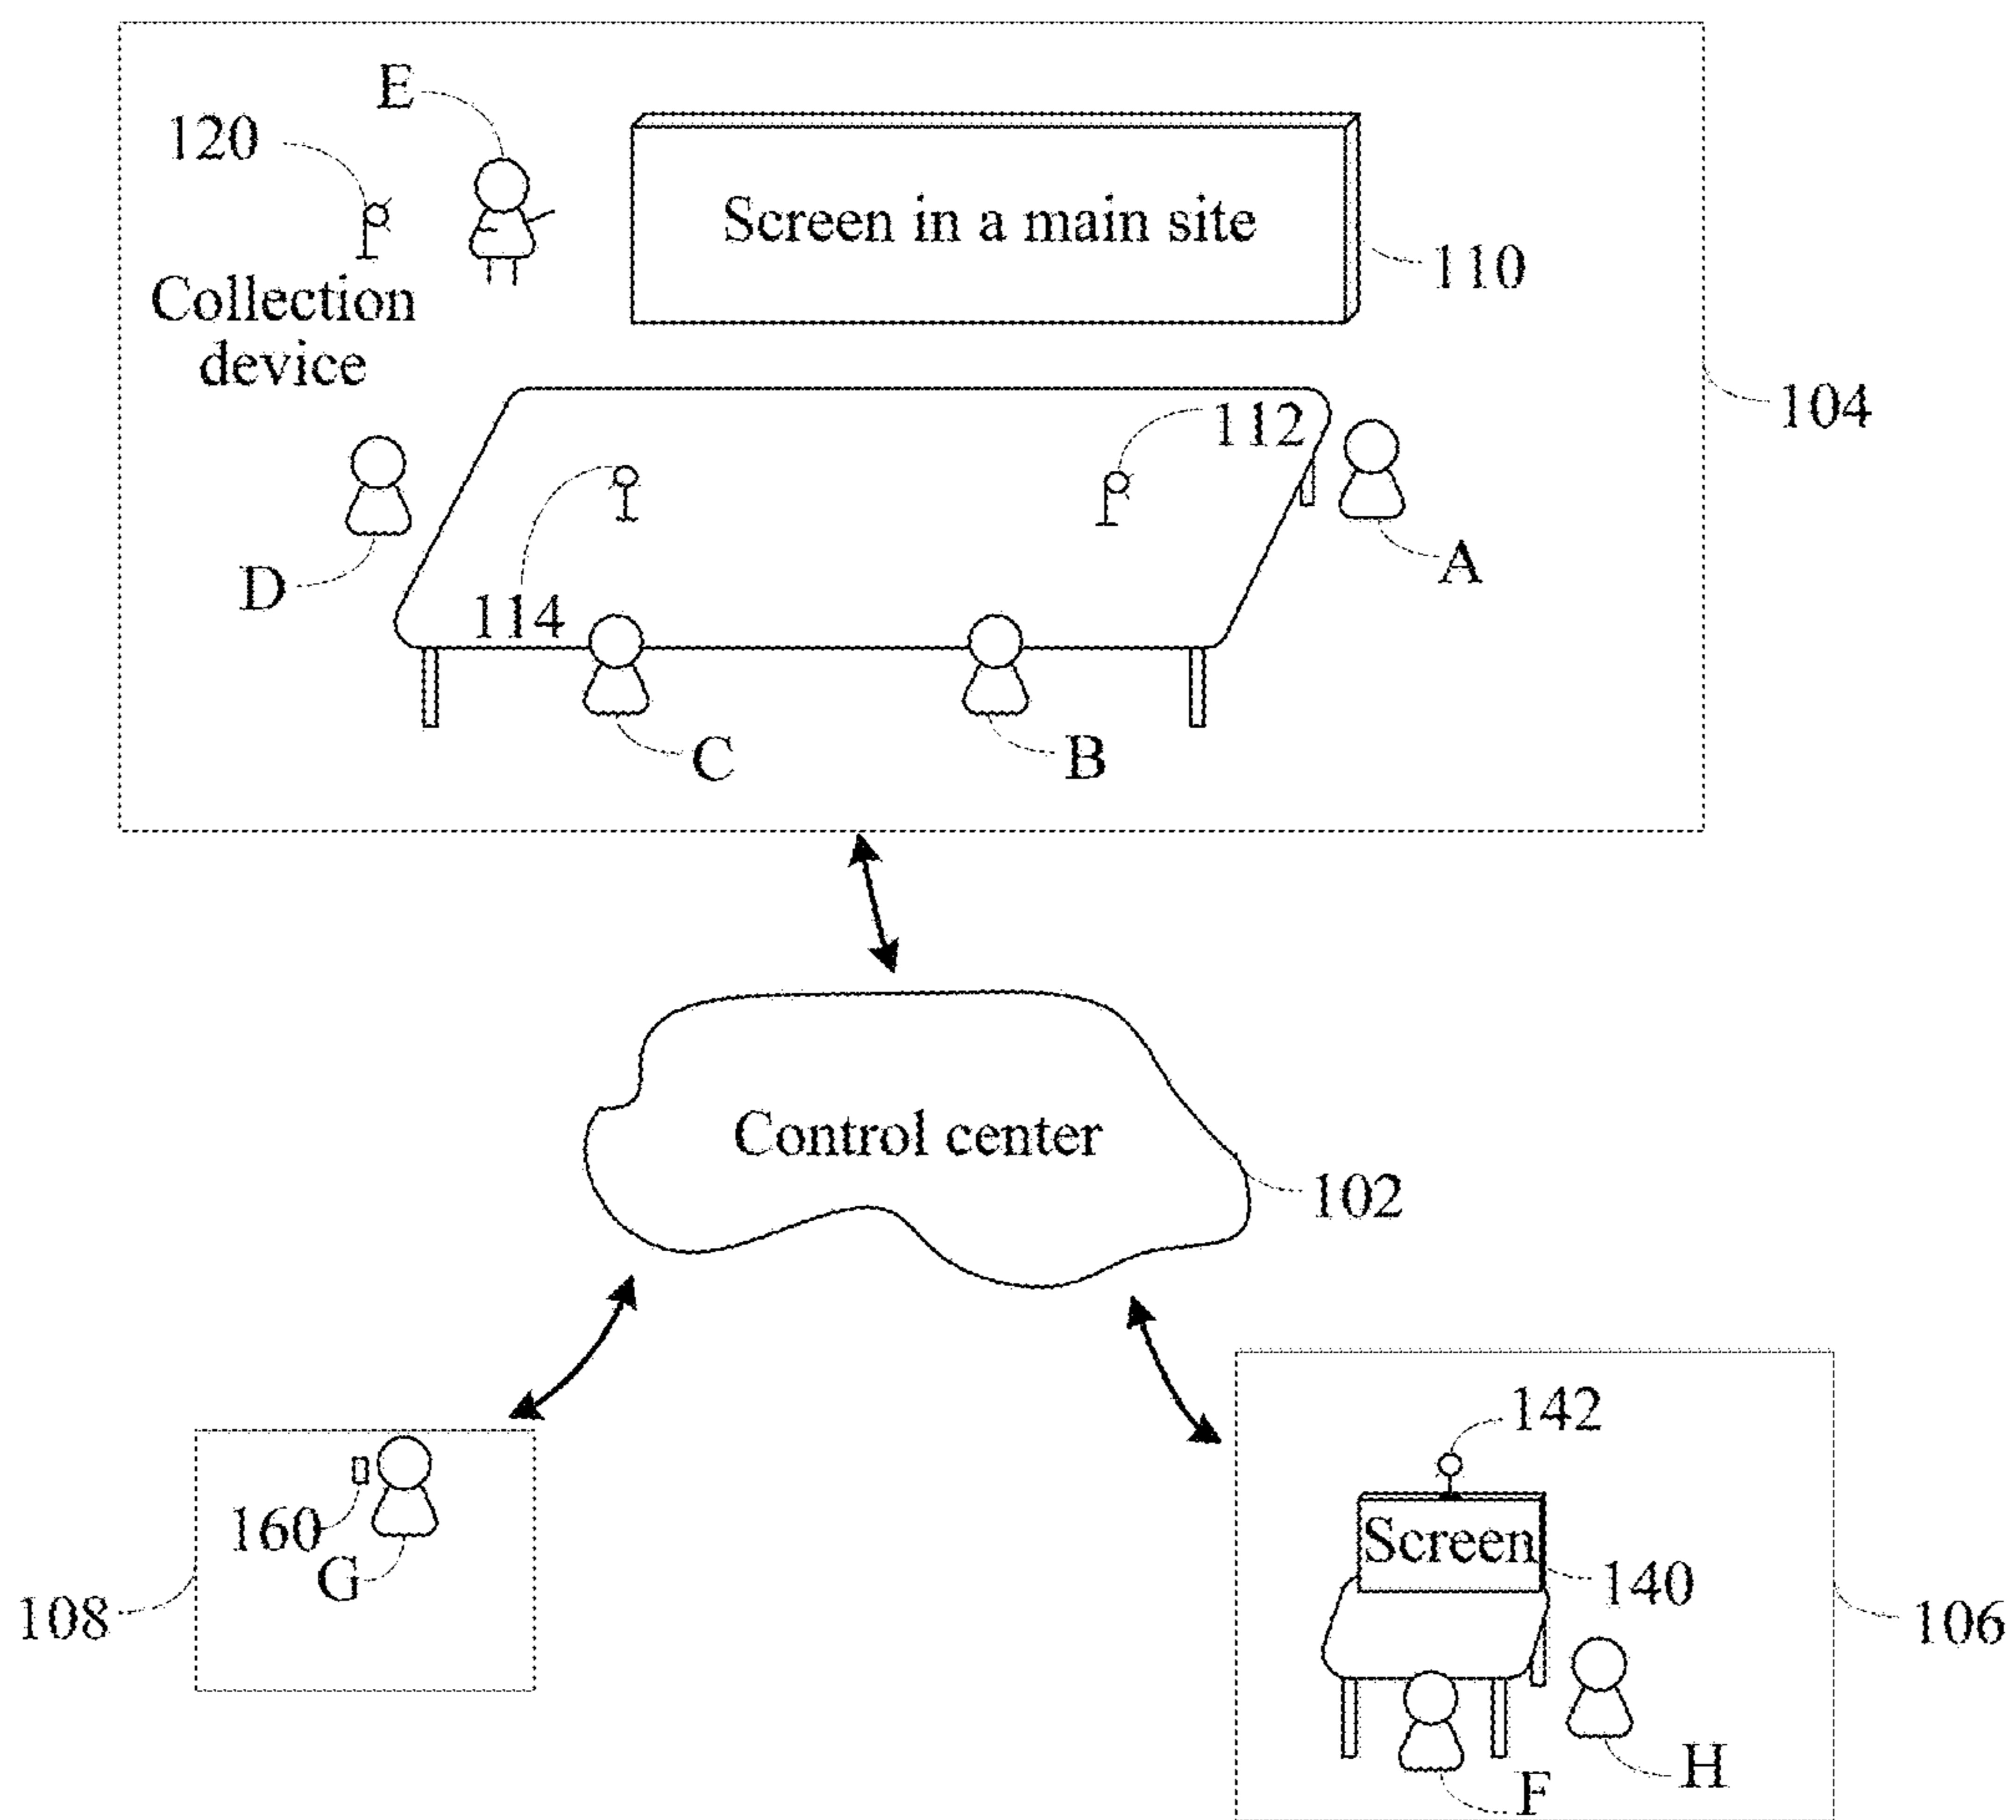 E
120
Screen in a main site
110
Collection
device
104
112
D
A
114
C
B
Control center
102
142
160
Screen
G
140
108
106
H
F